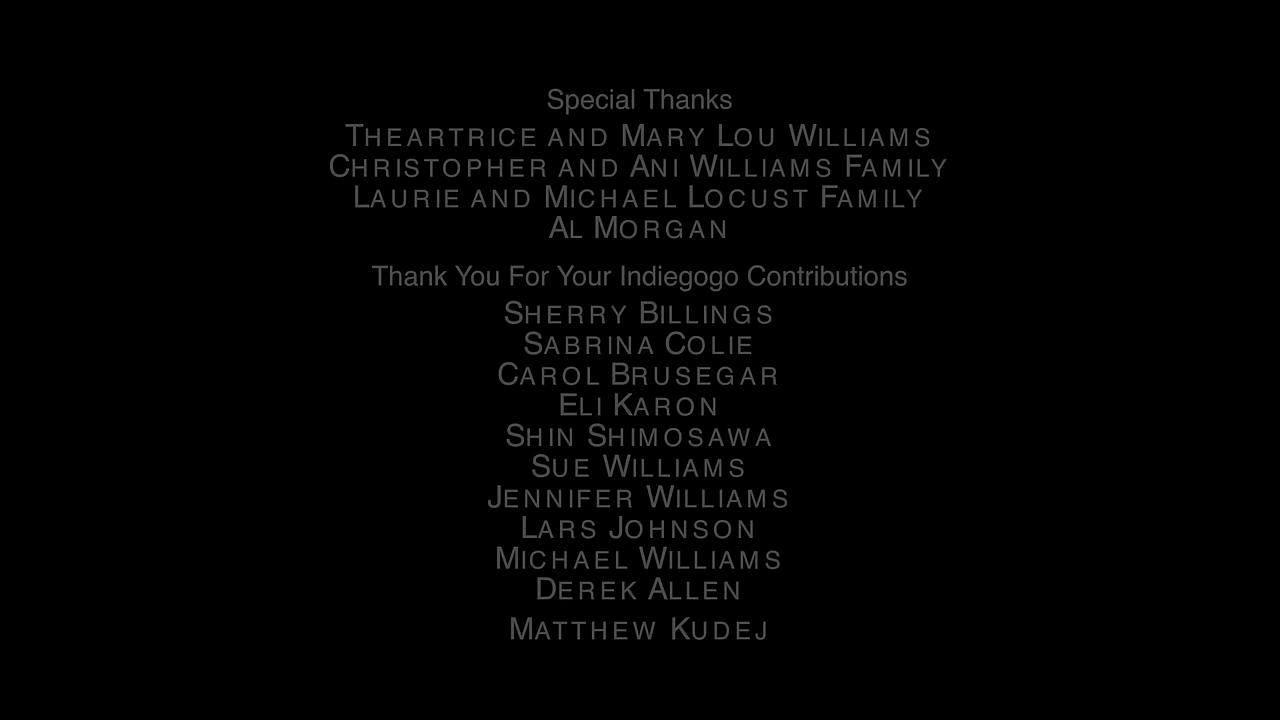 Special Thanks
THEARTRICE AND MARY LOU WILLIAMS
CHRISTOPHER AND ANI WILLIAMS FAMILY
LAURIE AND MICHAEL LOCUST FAMILY
AL MORGAN
Thank You For Your Indiegogo Contributions
SHERRY BILLINGS
SABRINA COLIE
CAROL BRUSEGAR
ELI KARON
SHIN SHIMOSAWA
SUE WILLIAMS
JENNIFER WILLIAMS
LARS JOHNSON
MICHAEL WILLIAMS
DEREK ALLEN
MATTHEW KUDEJ